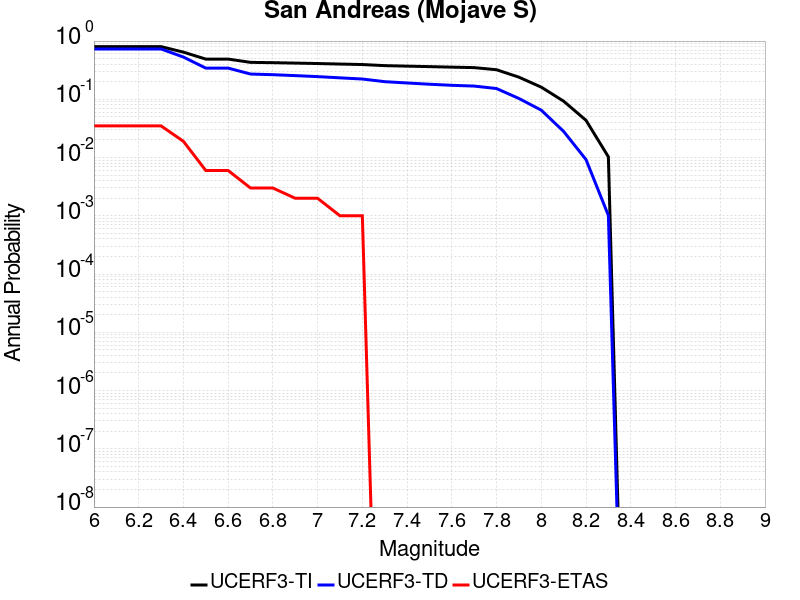 San Andreas (Mojave S)
10^0
10^-1
10^-2
10^-3
10^-4
10^-5
10^-6
10^-7
10^-8
Annual Probability
6 6.2 6.4 6.6 6.8 7 7.2 7.4 7.6 7.8 8 8.2 8.4 8.6 8.8 9
Magnitude
UCERF3-TI UCERF3-TD UCERF3-ETAS